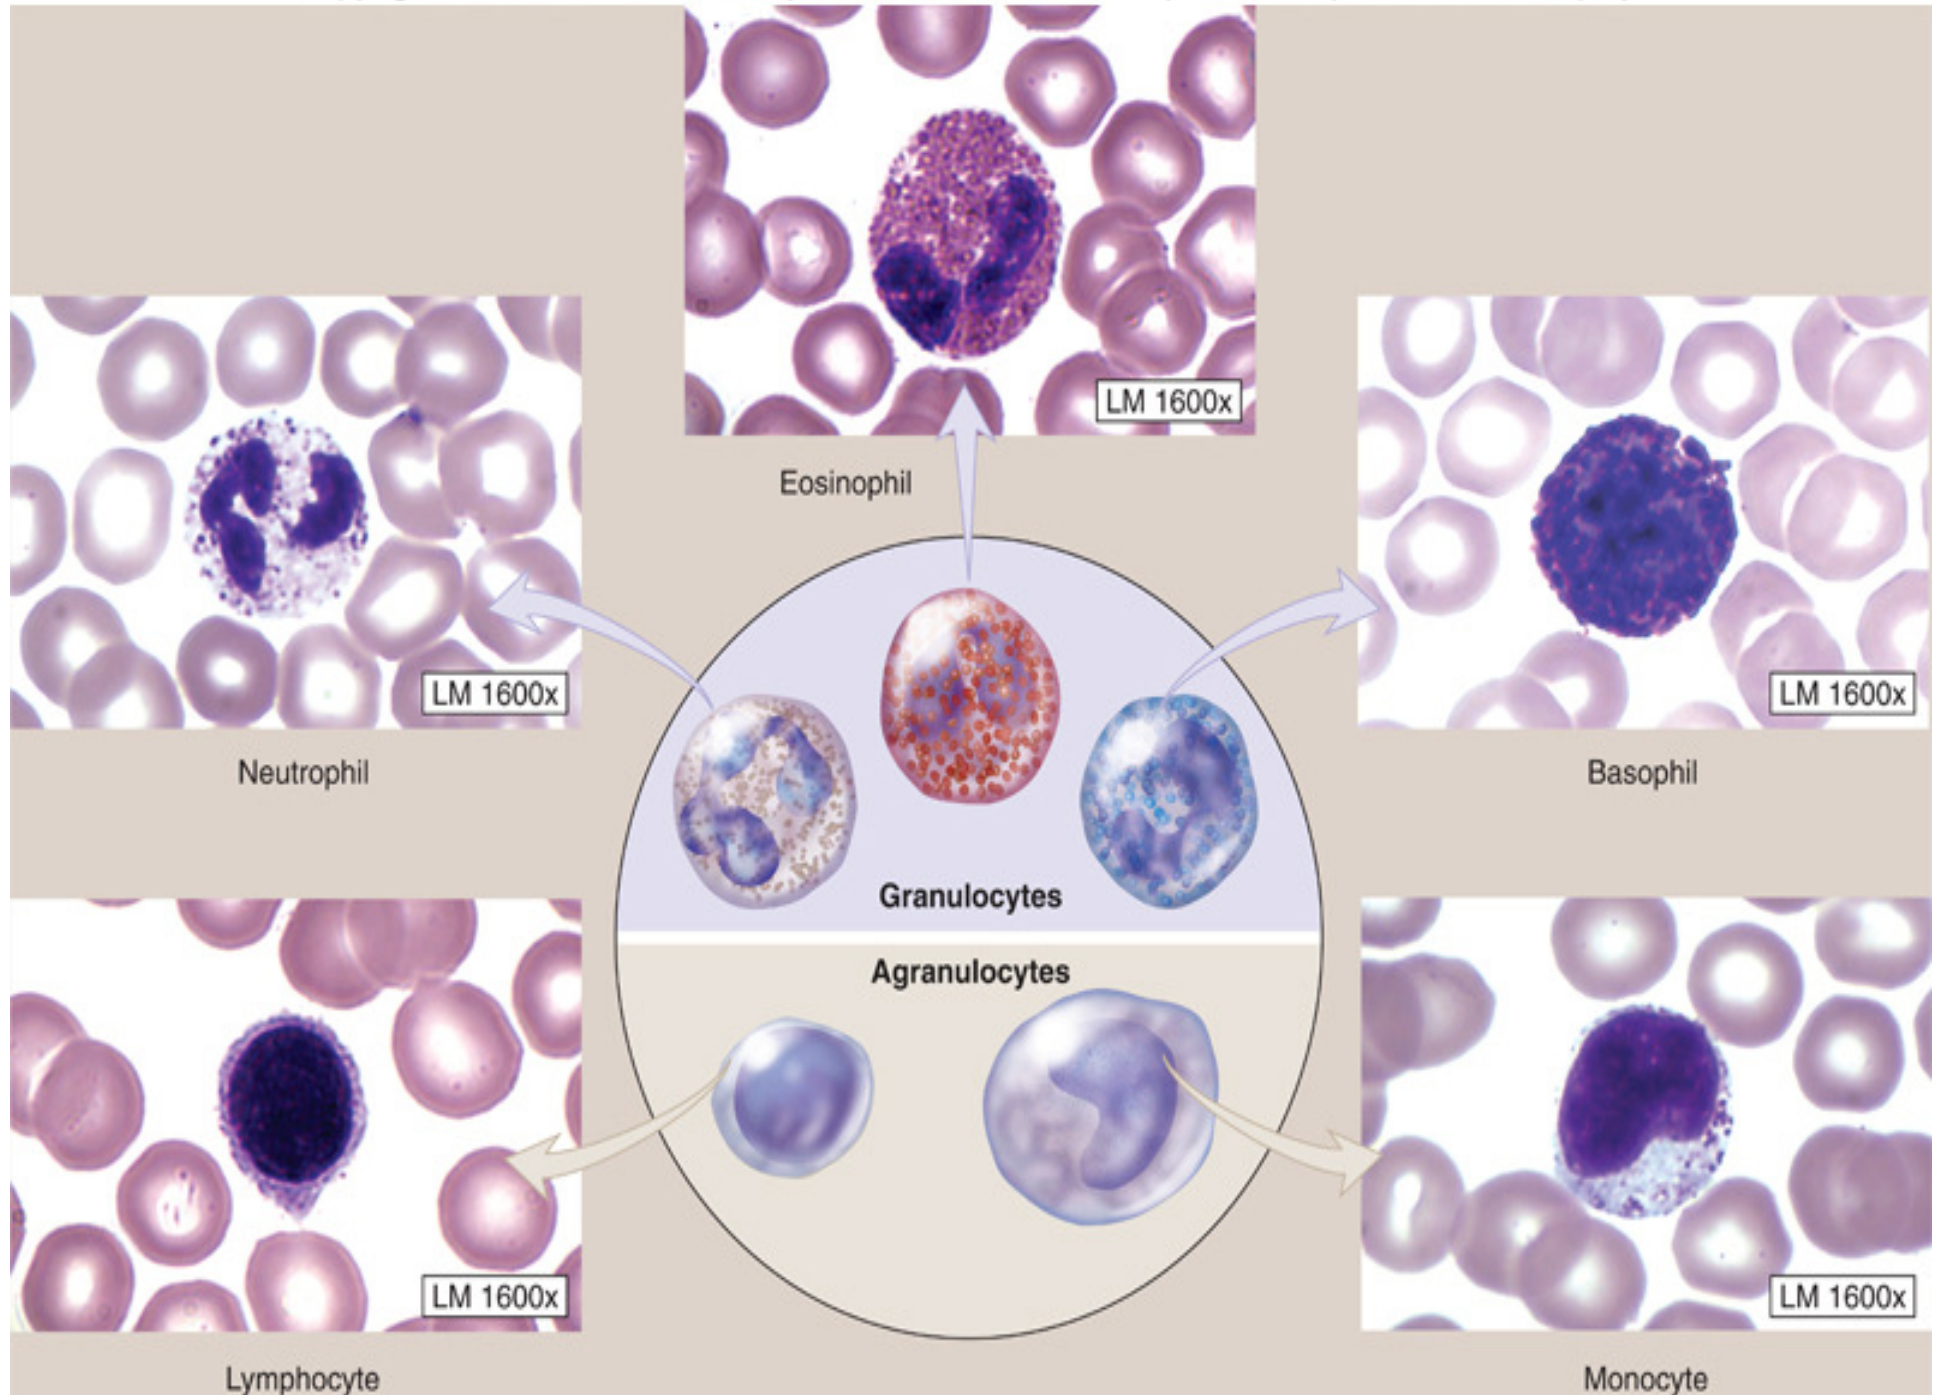 LM 1600x
Eosinophil
LM 1600x
Neutrophil
LM 1600x
Basophil
Granulocytes
Agranulocytes
LM 1600x
Lymphocyte
LM 1600x
Monocyte